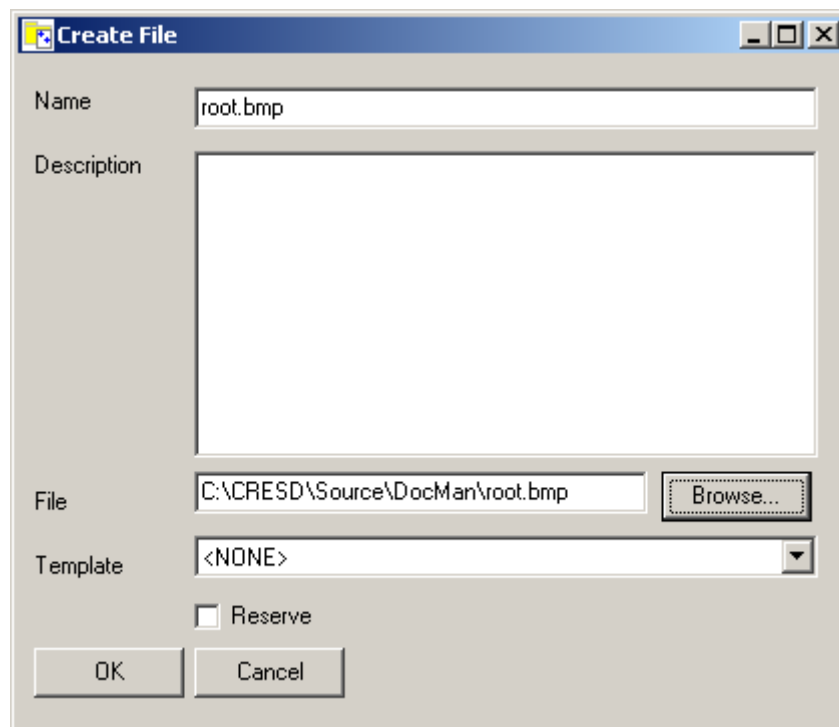 Create File
Name
root.bmp
Description
File
C:\CRESD\Source\DocMan\root.bmp
Browse...
Template
<NONE>
Reserve
OK
Cancel